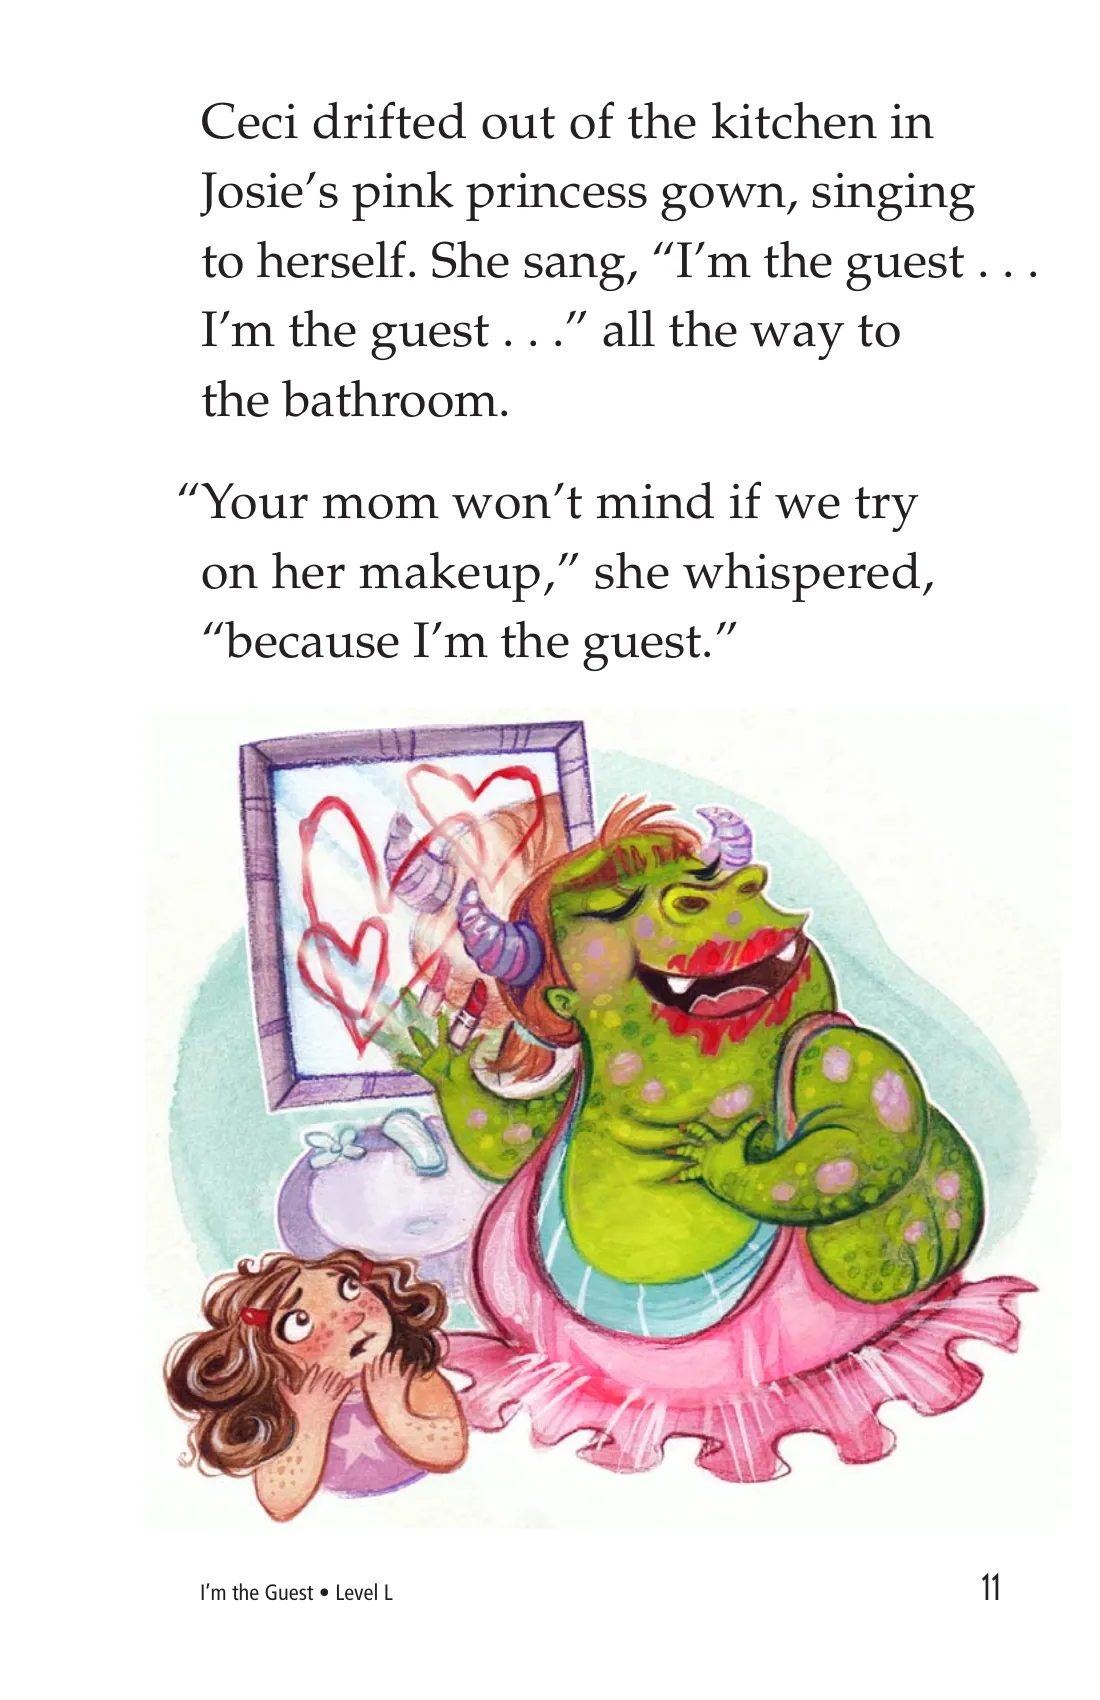 Ceci drifted out of the kitchen in
Josie’s pink princess gown, singing
to herself. She sang, “I’m the guest . . .
I’m the guest . . .” all the way to
the bathroom.
“Your mom won’t mind if we try
on her makeup,” she whispered,
“because I’m the guest.”
I’m the Guest • Level L
11